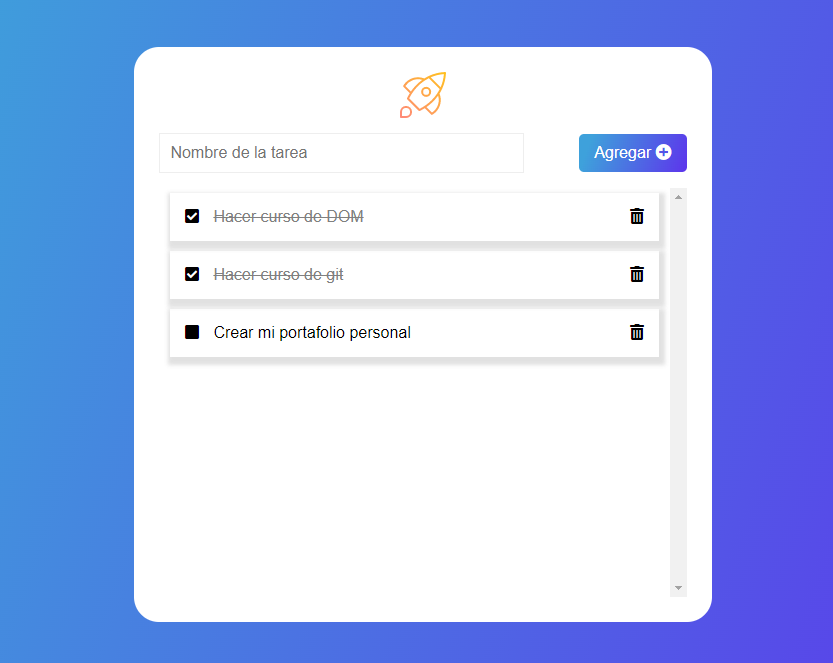 Nombre de la tarea
Agregar
Hacer curso de DOM
Hacer curso de git
Crear mi portafolio personal